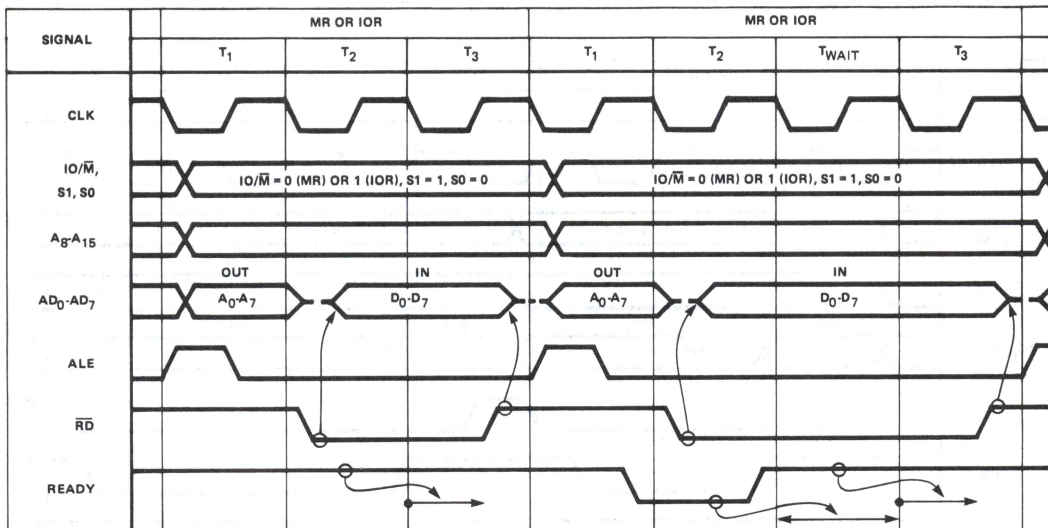 SIGNAL
MR OR IOR
MR OR IOR
T1 T2 T3 T1 T2 TWAIT T3
CLK
IO/M̅,
S1, S0
IO/M̅ = 0 (MR) OR 1 (IOR), S1 = 1, S0 = 0
IO/M̅ = 0 (MR) OR 1 (IOR), S1 = 1, S0 = 0
A8-A15
OUT IN OUT IN
AD0-AD7
A0-A7 D0-D7 A0-A7 D0-D7
ALE
R̅D̅
READY